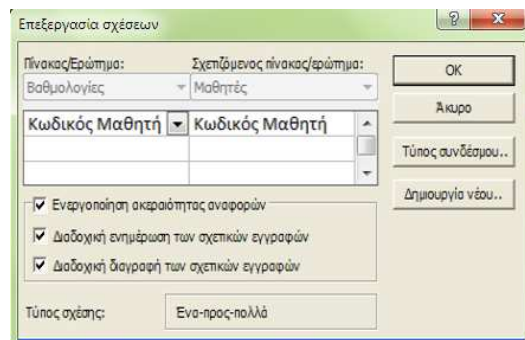 Επεξεργασία σχέσεων
Πίνακας/Ερώτημα: Σχετιζόμενος πίνακας/ερώτημα:
Βαθμολογίες Μαθητές
Κωδικός Μαθητή Κωδικός Μαθητή
Ενεργοποίηση ακεραιότητας αναφορών
Διαδοχική ενημέρωση των σχετικών εγγραφών
Διαδοχική διαγραφή των σχετικών εγγραφών
Τύπος σχέσης: Ένα-προς-πολλά
OK
Άκυρο
Τύπος συνδέσμου..
Δημιουργία νέου..